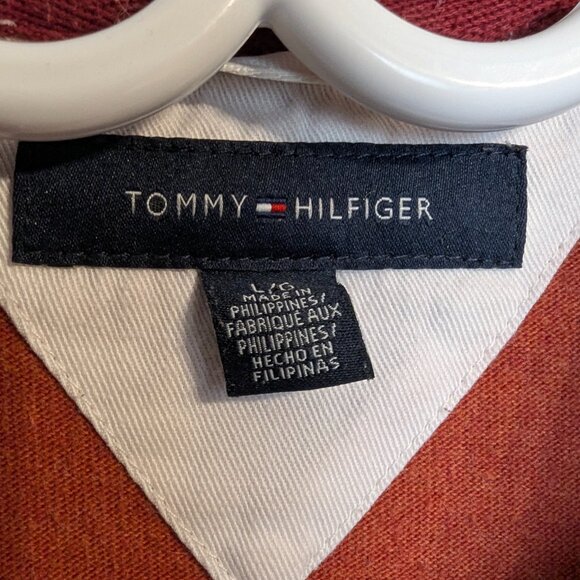 TOMMY HILFIGER
L/G
MADE IN
PHILIPPINES/
FABRIQUE AUX
PHILIPPINES/
HECHO EN
FILIPINAS